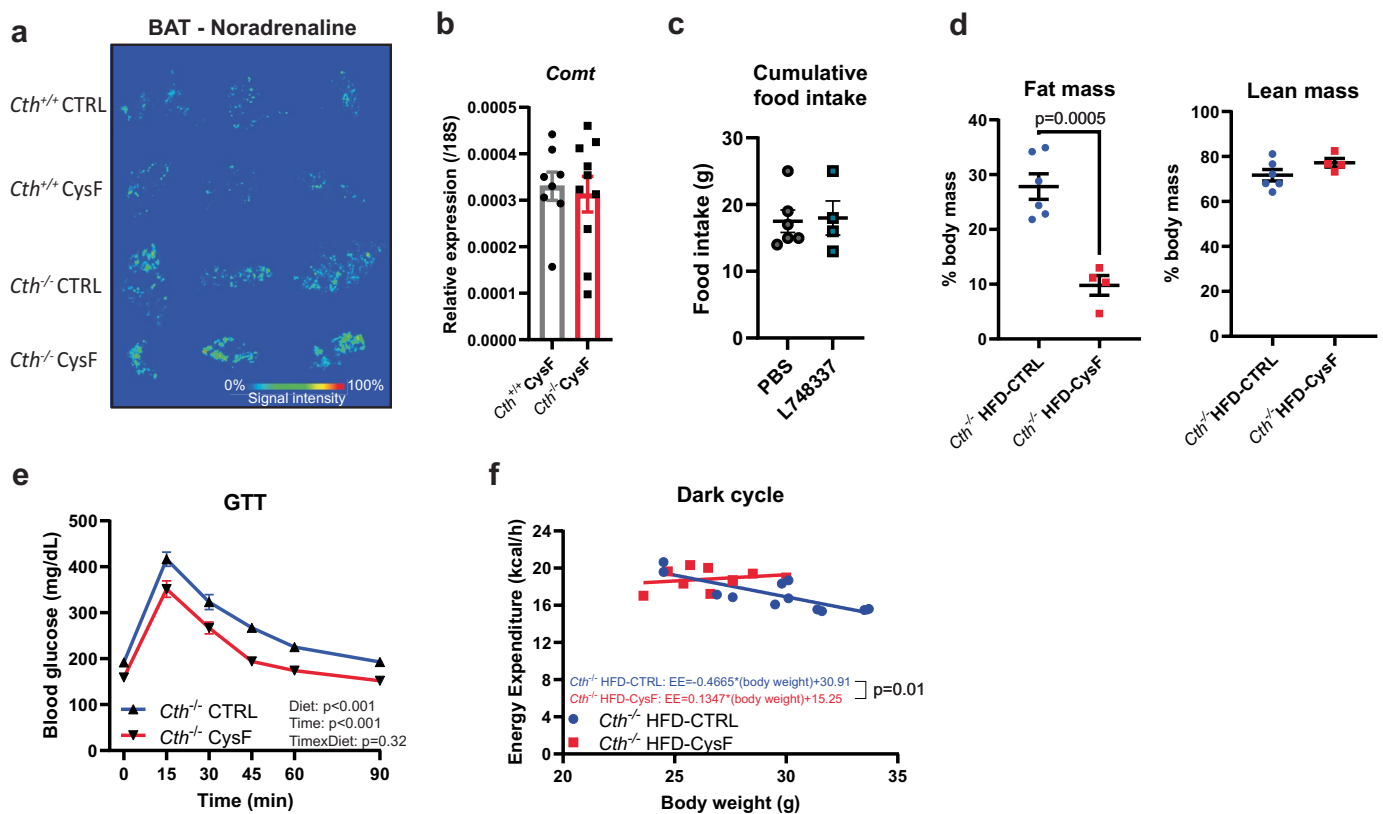 a
BAT - Noradrenaline
Cth+/+ CTRL
Cth+/+ CysF
Cth-/- CTRL
Cth-/- CysF
0% 100%
Signal intensity
b
Comt
Relative expression (/18S)
0.0005
0.0004
0.0003
0.0002
0.0001
0.0000
Cth+/+ CysF
Cth-/- CysF
c
Cumulative
food intake
Food intake (g)
30
20
10
0
PBS
L748337
d
Fat mass
p=0.0005
% body mass
40
30
20
10
0
Cth-/- HFD-CTRL
Cth-/- HFD-CysF
Lean mass
% body mass
100
80
60
40
20
0
Cth-/- HFD-CTRL
Cth-/- HFD-CysF
e
GTT
Blood glucose (mg/dL)
500
400
300
200
100
0
Cth-/- CTRL
Cth-/- CysF
Diet: p<0.001
Time: p<0.001
TimexDiet: p=0.32
0 15 30 45 60 90
Time (min)
f
Dark cycle
Energy Expenditure (kcal/h)
24
20
16
12
8
4
0
Cth-/- HFD-CTRL: EE=-0.4665*(body weight)+30.91
Cth-/- HFD-CysF: EE=0.1347*(body weight)+15.25
p=0.01
Cth-/- HFD-CTRL
Cth-/- HFD-CysF
20 25 30 35
Body weight (g)